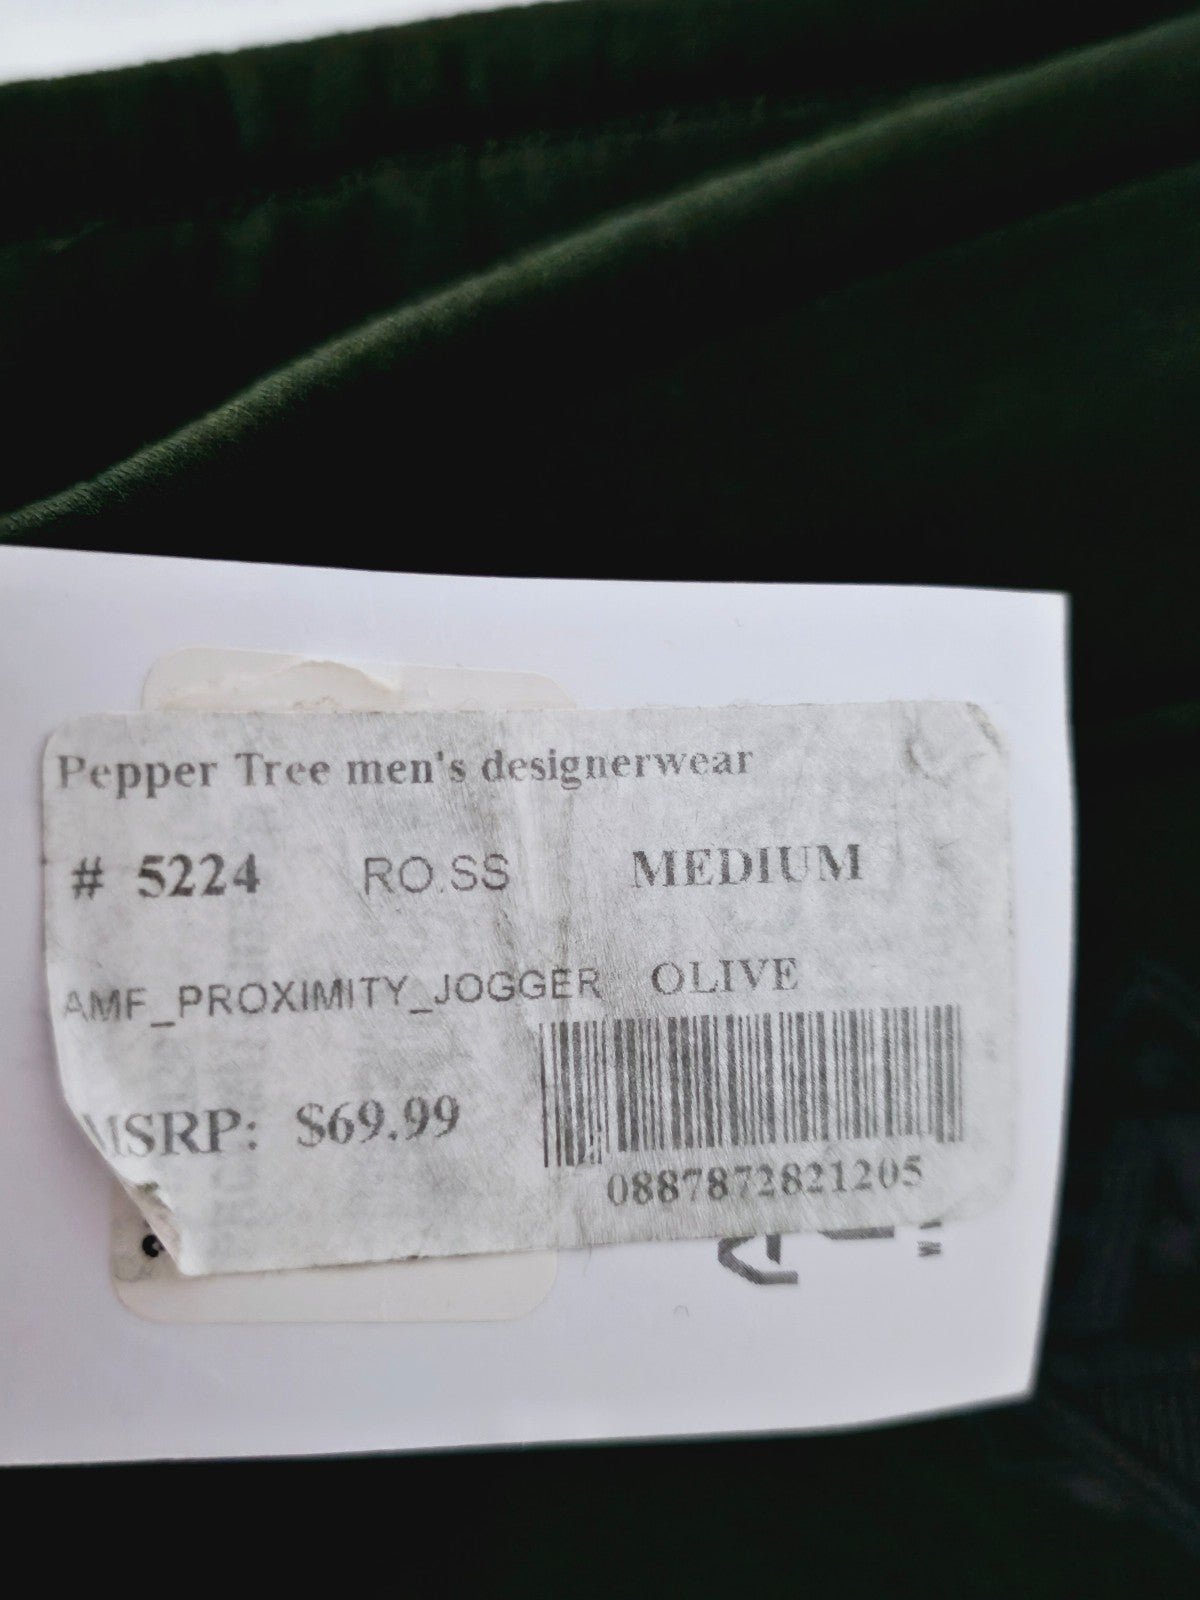 Pepper Tree men's designerwear
# 5224 RO.SS MEDIUM
AMF_PROXIMITY_JOGGER OLIVE
MSRP: $69.99
0887872821205